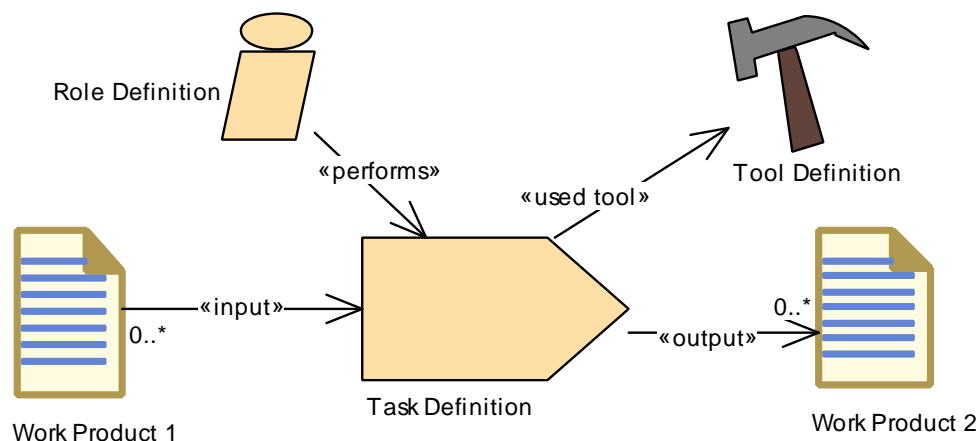 Role Definition
«performs»
«used tool»
Tool Definition
«input»
0..*
0..*
«output»
Task Definition
Work Product 1
Work Product 2